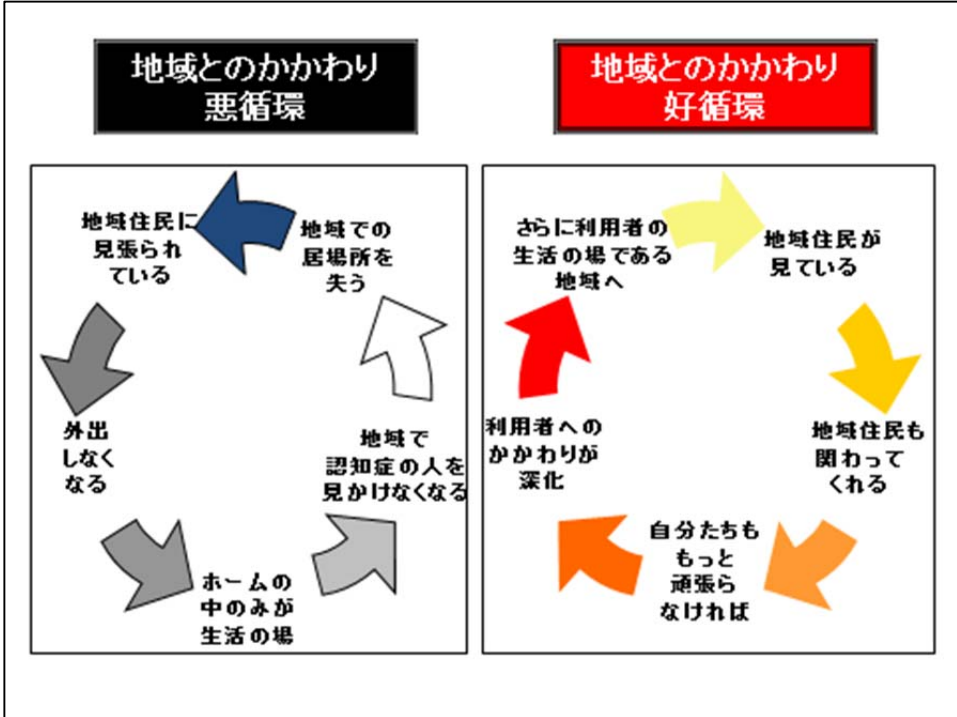 地域とのかかわり
悪循環
地域とのかかわり
好循環
地域住民に
見張られ
ている
外出
しなく
なる
ホームの
中のみが
生活の場
地域で
認知症の人を
見かけなくなる
地域での
居場所を
失う
さらに利用者の
生活の場である
地域へ
地域住民が
見ている
地域住民も
関わって
くれる
自分たちも
もっと
頑張ら
なければ
利用者への
かかわりが
深化